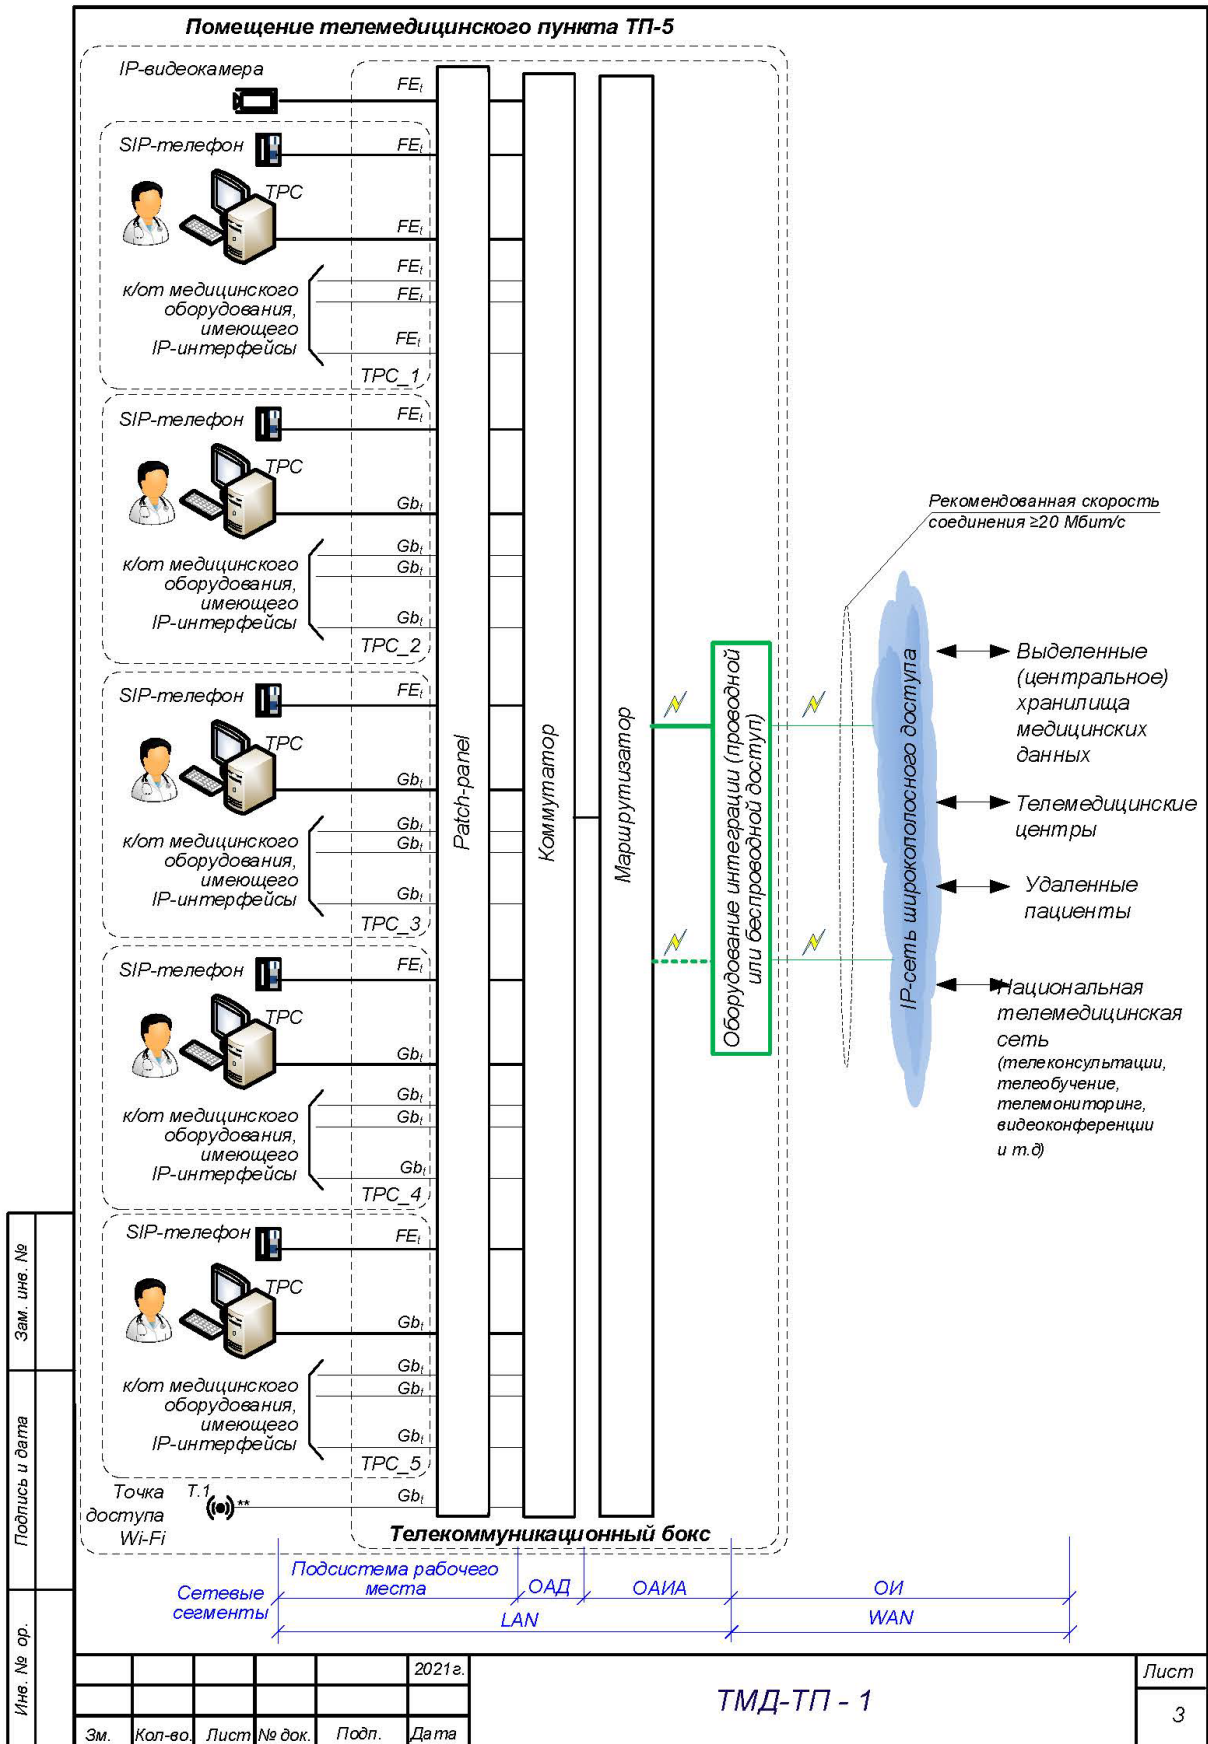 Помещение телемедицинского пункта ТП-5
IP-видеокамера
FEt
SIP-телефон
FEt
TPC
FEt
к/от медицинского
оборудования,
имеющего
IP-интерфейсы
FEt
FEt
FEt
TPC_1
SIP-телефон
FEt
TPC
Gbt
к/от медицинского
оборудования,
имеющего
IP-интерфейсы
Gbt
Gbt
Gbt
TPC_2
SIP-телефон
FEt
TPC
Gbt
к/от медицинского
оборудования,
имеющего
IP-интерфейсы
Gbt
Gbt
Gbt
TPC_3
SIP-телефон
FEt
TPC
Gbt
к/от медицинского
оборудования,
имеющего
IP-интерфейсы
Gbt
Gbt
Gbt
TPC_4
SIP-телефон
FEt
TPC
Gbt
к/от медицинского
оборудования,
имеющего
IP-интерфейсы
Gbt
Gbt
Gbt
TPC_5
Точка
доступа
Wi-Fi
Т.1
**
Gbt
Patch-panel
Коммутатор
Маршрутизатор
Оборудование интеграции (проводной
или беспроводной доступ)
Телекоммуникационный бокс
Рекомендованная скорость
соединения ≥20 Мбит/с
IP-сеть широкополосного доступа
Выделенные
(центральное)
хранилища
медицинских
данных
Телемедицинские
центры
Удаленные
пациенты
Национальная
телемедицинская
сеть
(телеконсультации,
телеобучение,
телемониторинг,
видеоконференции
и т.д)
Сетевые
сегменты
Подсистема рабочего
места
ОАД
ОАИА
ОИ
LAN
WAN
Зам. инв. №
Подпись и дата
Инв. № ор.
2021г.
Зм.
Кол-во.
Лист
№ док.
Подп.
Дата
ТМД-ТП - 1
Лист
3